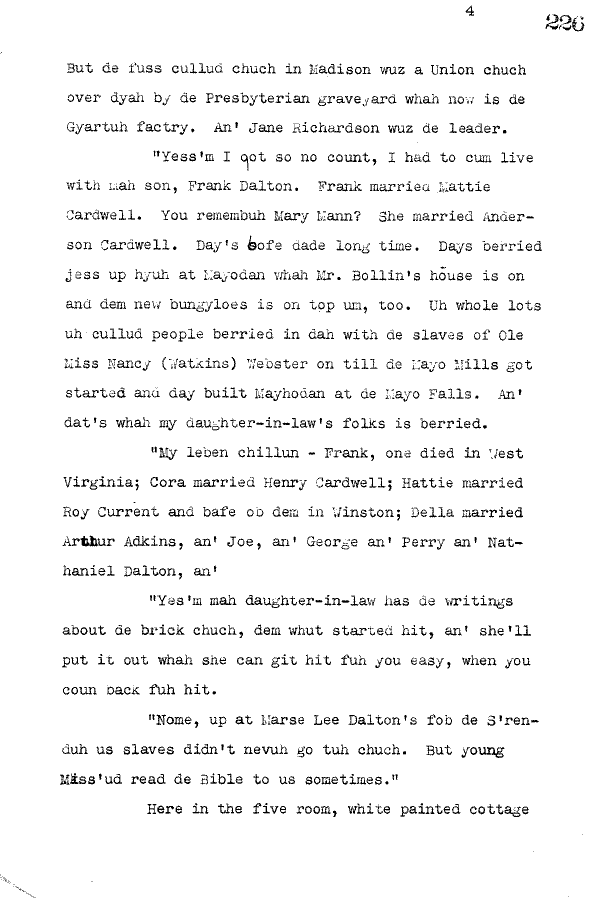 4
226
But de fuss cullud chuch in Madison wuz a Union chuch
over dyah by de Presbyterian graveyard whah now is de
Gyartuh factry. An' Jane Richardson wuz de leader.
"Yess'm I got so no count, I had to cum live
with mah son, Frank Dalton. Frank married Mattie
Cardwell. You remembuh Mary Mann? She married Ander-
son Cardwell. Day's bofe dade long time. Days berried
jess up hyuh at Mayodan whah Mr. Bollin's house is on
and dem new bungyloes is on top um, too. Uh whole lots
uh cullud people berried in dah with de slaves of Ole
Miss Nancy (Watkins) Webster on till de Mayo Mills got
started and day built Mayhodan at de Mayo Falls. An'
dat's whah my daughter-in-law's folks is berried.
"My leben chillun - Frank, one died in West
Virginia; Cora married Henry Cardwell; Hattie married
Roy Current and bafe ob dem in Winston; Della married
Arthur Adkins, an' Joe, an' George an' Perry an' Nat-
haniel Dalton, an'
"Yes'm mah daughter-in-law has de writings
about de brick chuch, dem whut started hit, an' she'll
put it out whah she can git hit fuh you easy, when you
coun back fuh hit.
"Nome, up at Marse Lee Dalton's fob de S'ren-
duh us slaves didn't nevuh go tuh chuch. But young
Miss'ud read de Bible to us sometimes."
Here in the five room, white painted cottage